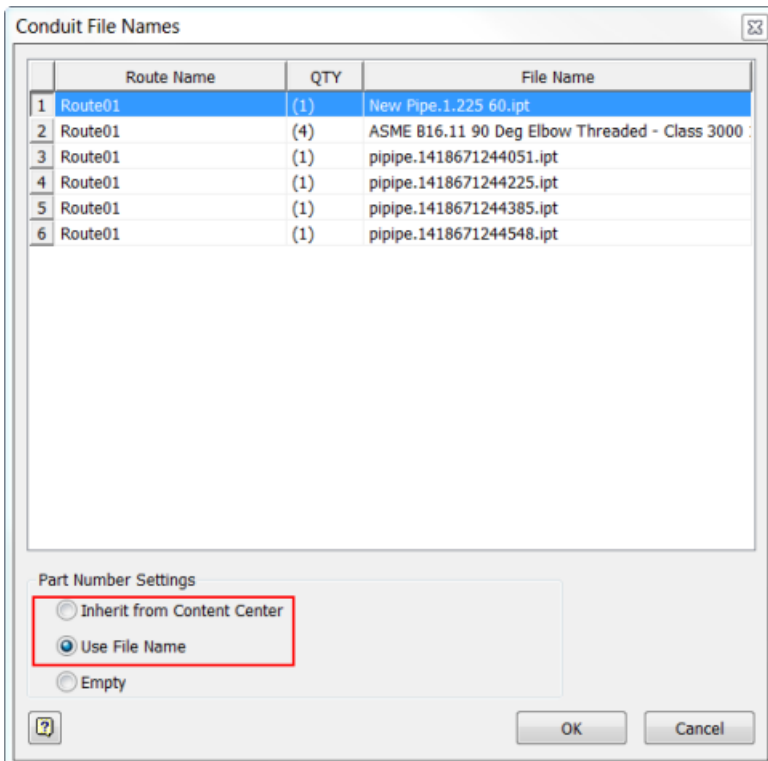 Conduit File Names
Route Name QTY File Name
1 Route01 (1) New Pipe.1.225 60.ipt
2 Route01 (4) ASME B16.11 90 Deg Elbow Threaded - Class 3000
3 Route01 (1) pipipe.1418671244051.ipt
4 Route01 (1) pipipe.1418671244225.ipt
5 Route01 (1) pipipe.1418671244385.ipt
6 Route01 (1) pipipe.1418671244548.ipt
Part Number Settings
Inherit from Content Center
Use File Name
Empty
OK Cancel